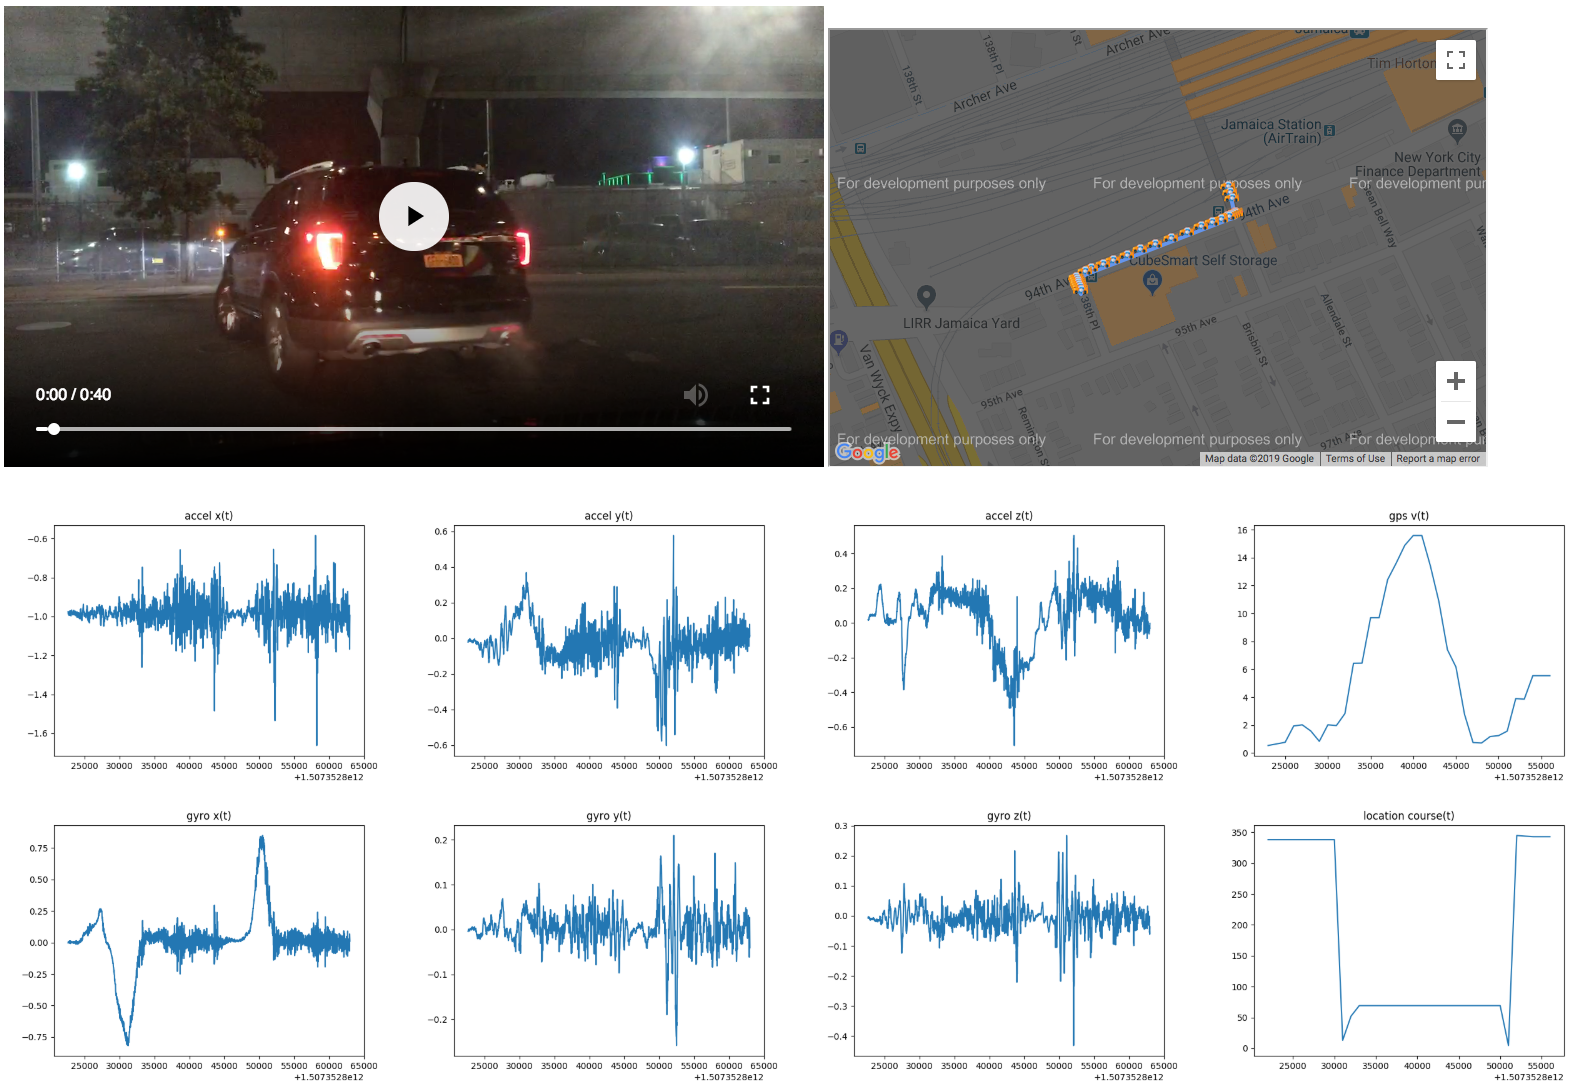 0:00 / 0:40
Archer Ave
Jamaica
138th St
138th Pl
St
Archer Ave
Tim Horton
Jamaica Station
(AirTrain)
New York City
Finance Department
For development purposes only
For development purposes only
For development pur
94th Ave
Sean Bell Way
CubeSmart Self Storage
94th Av
LIRR Jamaica Yard
38th Pl
95th Ave
Brisbin St
Allendale St
Van Wyck Expy
95th Ave
Remington St
97th Ave
For development purposes only
For development purposes only
For development pur
Google
Map data ©2019 Google
Terms of Use
Report a map error
accel x(t)
−0.6
−0.8
−1.0
−1.2
−1.4
−1.6
25000 30000 35000 40000 45000 50000 55000 60000 65000
+1.5073528e12
accel y(t)
0.6
0.4
0.2
0.0
−0.2
−0.4
−0.6
25000 30000 35000 40000 45000 50000 55000 60000 65000
+1.5073528e12
accel z(t)
0.4
0.2
0.0
−0.2
−0.4
−0.6
25000 30000 35000 40000 45000 50000 55000 60000 65000
+1.5073528e12
gps v(t)
16
14
12
10
8
6
4
2
0
25000 30000 35000 40000 45000 50000 55000
+1.5073528e12
gyro x(t)
0.75
0.50
0.25
0.00
−0.25
−0.50
−0.75
25000 30000 35000 40000 45000 50000 55000 60000 65000
+1.5073528e12
gyro y(t)
0.2
0.1
0.0
−0.1
−0.2
25000 30000 35000 40000 45000 50000 55000 60000 65000
+1.5073528e12
gyro z(t)
0.3
0.2
0.1
0.0
−0.1
−0.2
−0.3
−0.4
25000 30000 35000 40000 45000 50000 55000 60000 65000
+1.5073528e12
location course(t)
350
300
250
200
150
100
50
0
25000 30000 35000 40000 45000 50000 55000
+1.5073528e12